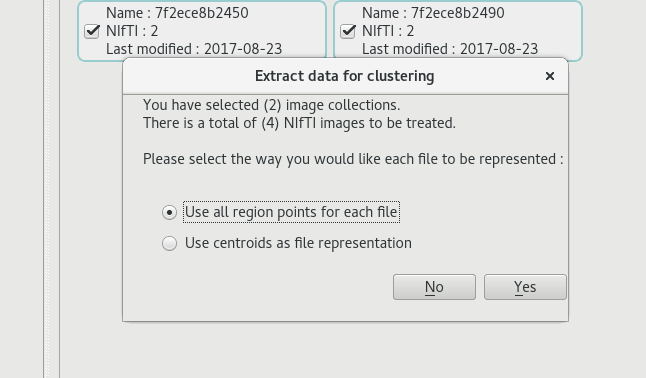 Name : 7f2ece8b2450
NIfTI : 2
Last modified : 2017-08-23
Name : 7f2ece8b2490
NIfTI : 2
Last modified : 2017-08-23
Extract data for clustering
You have selected (2) image collections.
There is a total of (4) NIfTI images to be treated.
Please select the way you would like each file to be represented :
Use all region points for each file
Use centroids as file representation
No
Yes